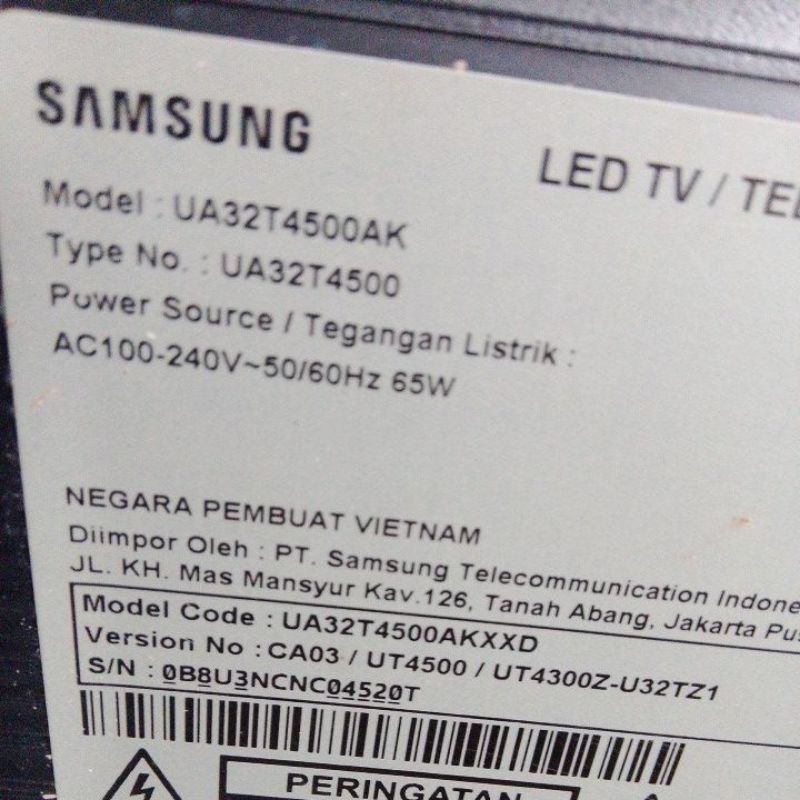 SAMSUNG
LED TV / TEL
Model : UA32T4500AK
Type No. : UA32T4500
Power Source / Tegangan Listrik :
AC100-240V~50/60Hz 65W
NEGARA PEMBUAT VIETNAM
Diimpor Oleh : PT. Samsung Telecommunication Indone
JL. KH. Mas Mansyur Kav.126, Tanah Abang, Jakarta Pus
Model Code : UA32T4500AKXXD
Version No : CA03 / UT4500 / UT4300Z-U32TZ1
S/N : 0B8U3NCNC04520T
PERINGATAN